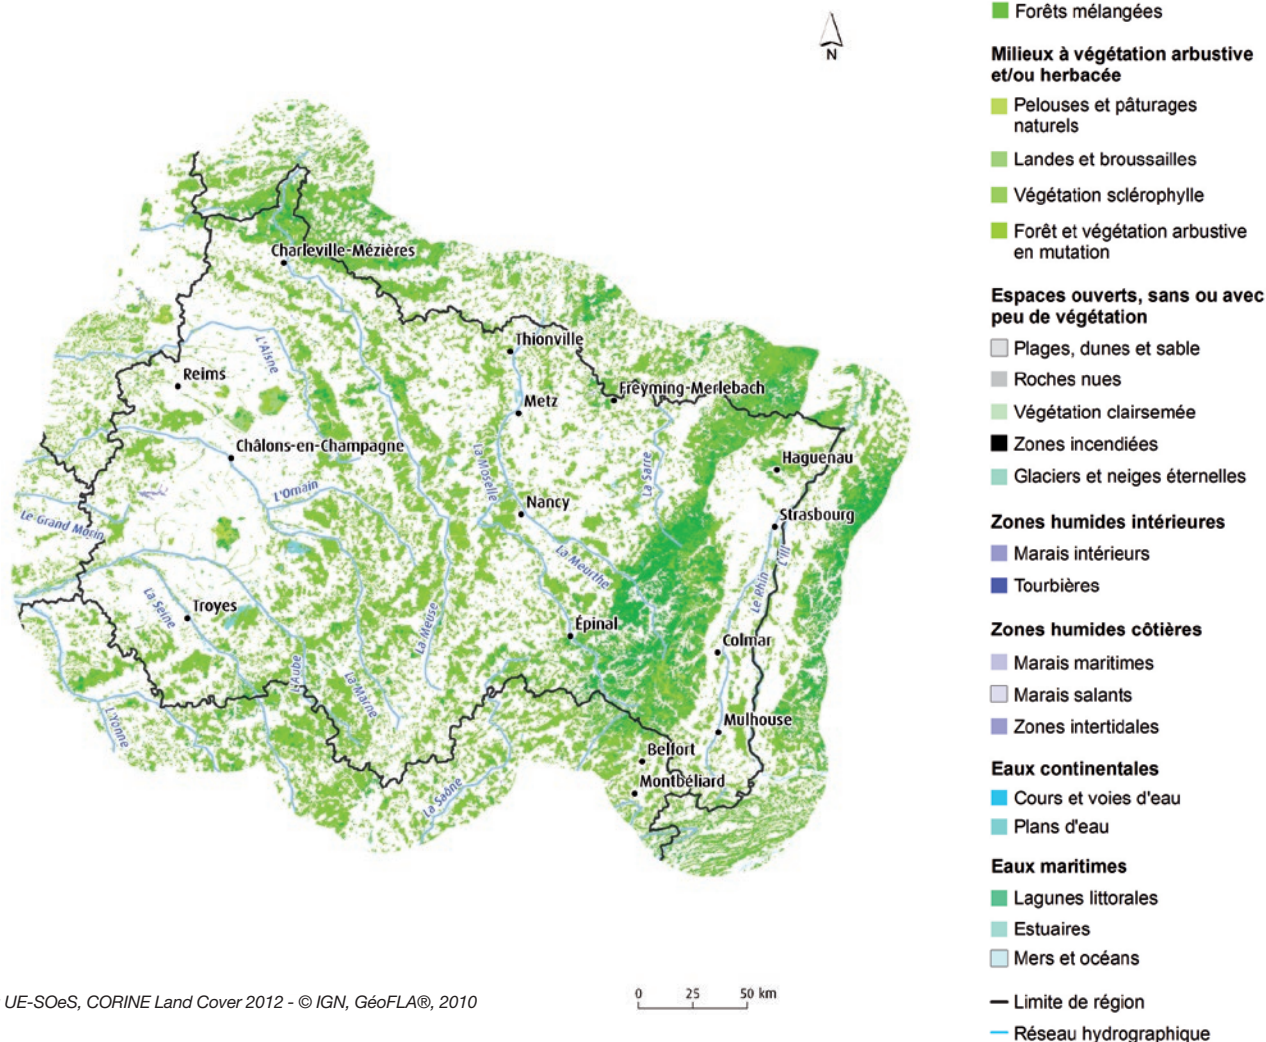 Forêts mélangées
Milieux à végétation arbustive
et/ou herbacée
Pelouses et pâturages
naturels
Landes et broussailles
Végétation sclérophylle
Forêt et végétation arbustive
en mutation
Espaces ouverts, sans ou avec
peu de végétation
Plages, dunes et sable
Roches nues
Végétation clairsemée
Zones incendiées
Glaciers et neiges éternelles
Zones humides intérieures
Marais intérieurs
Tourbières
Zones humides côtières
Marais maritimes
Marais salants
Zones intertidales
Eaux continentales
Cours et voies d'eau
Plans d'eau
Eaux maritimes
Lagunes littorales
Estuaires
Mers et océans
Limite de région
Réseau hydrographique
N
Charleville-Mézières
Thionville
L'Aisne
Reims
Freyming-Merlebach
Metz
Châlons-en-Champagne
Haguenau
La Moselle
La Sarre
L'Ornain
Nancy
Strasbourg
Le Grand Morin
L'Ill
La Meurthe
Le Rhin
La Seine
Troyes
Épinal
La Meuse
Colmar
L'Aube
La Marne
L'Yonne
Mulhouse
Belfort
Montbéliard
La Saône
0 25 50 km
UE-SOeS, CORINE Land Cover 2012 - © IGN, GéoFLA®, 2010